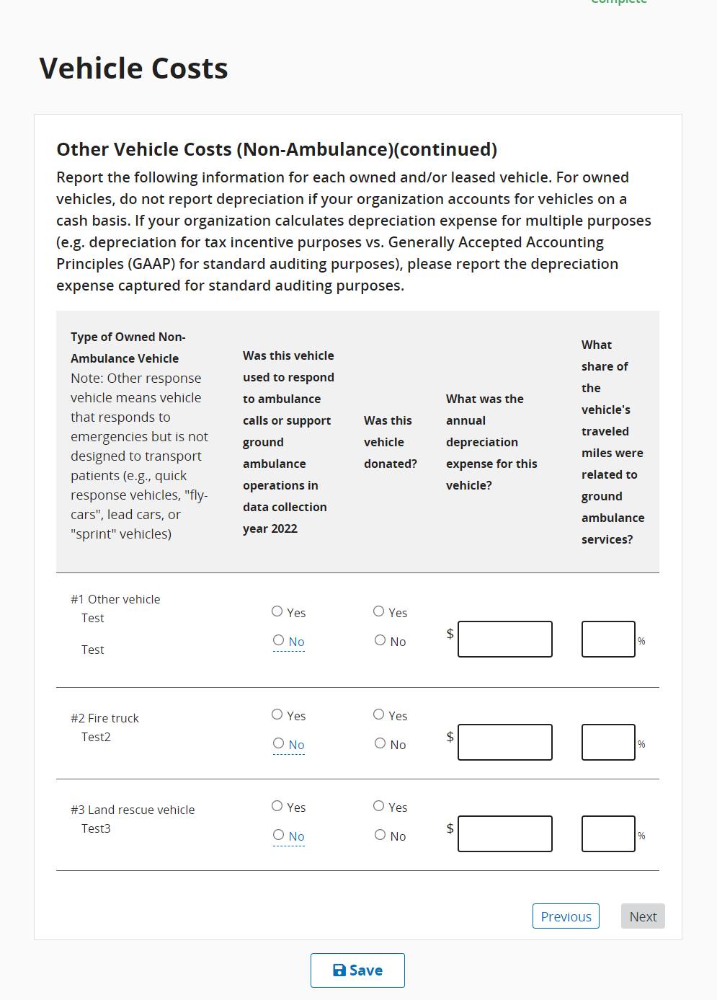 Complete
Vehicle Costs
Other Vehicle Costs (Non-Ambulance)(continued)
Report the following information for each owned and/or leased vehicle. For owned
vehicles, do not report depreciation if your organization accounts for vehicles on a
cash basis. If your organization calculates depreciation expense for multiple purposes
(e.g. depreciation for tax incentive purposes vs. Generally Accepted Accounting
Principles (GAAP) for standard auditing purposes), please report the depreciation
expense captured for standard auditing purposes.
Type of Owned Non-
Ambulance Vehicle
Note: Other response
vehicle means vehicle
that responds to
emergencies but is not
designed to transport
patients (e.g., quick
response vehicles, "fly-
cars", lead cars, or
"sprint" vehicles)
Was this vehicle
used to respond
to ambulance
calls or support
ground
ambulance
operations in
data collection
year 2022
Was this
vehicle
donated?
What was the
annual
depreciation
expense for this
vehicle?
What
share of
the
vehicle's
traveled
miles were
related to
ground
ambulance
services?
#1 Other vehicle
Test
Test
Yes
No
Yes
No
$
%
#2 Fire truck
Test2
Yes
No
Yes
No
$
%
#3 Land rescue vehicle
Test3
Yes
No
Yes
No
$
%
Previous
Next
Save